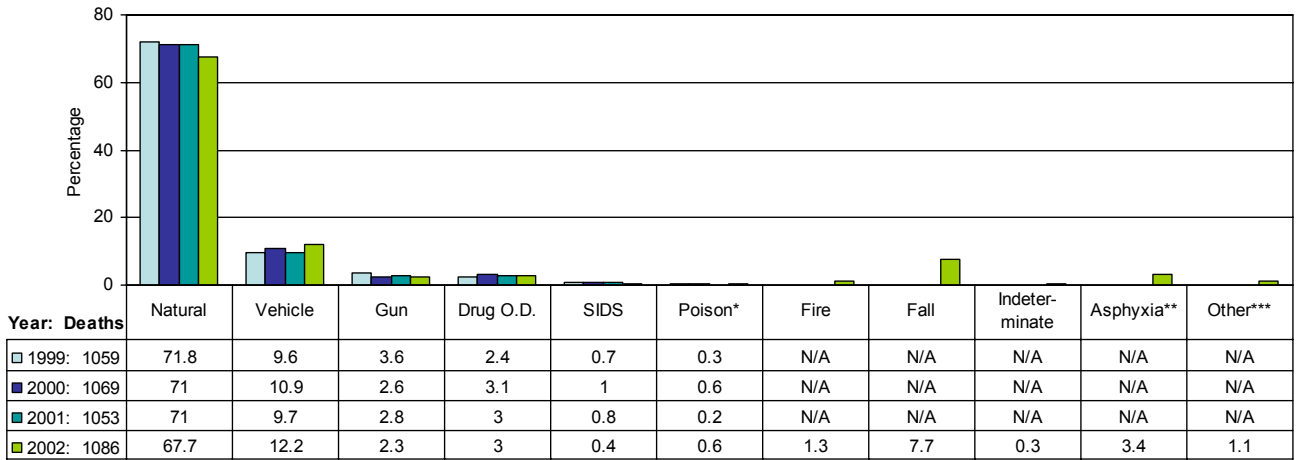 80
60
40
20
0
Percentage
Year: Deaths Natural Vehicle Gun Drug O.D. SIDS Poison* Fire Fall Indeter-
minate Asphyxia** Other***
1999: 1059 71.8 9.6 3.6 2.4 0.7 0.3 N/A N/A N/A N/A N/A
2000: 1069 71 10.9 2.6 3.1 1 0.6 N/A N/A N/A N/A N/A
2001: 1053 71 9.7 2.8 3 0.8 0.2 N/A N/A N/A N/A N/A
2002: 1086 67.7 12.2 2.3 3 0.4 0.6 1.3 7.7 0.3 3.4 1.1